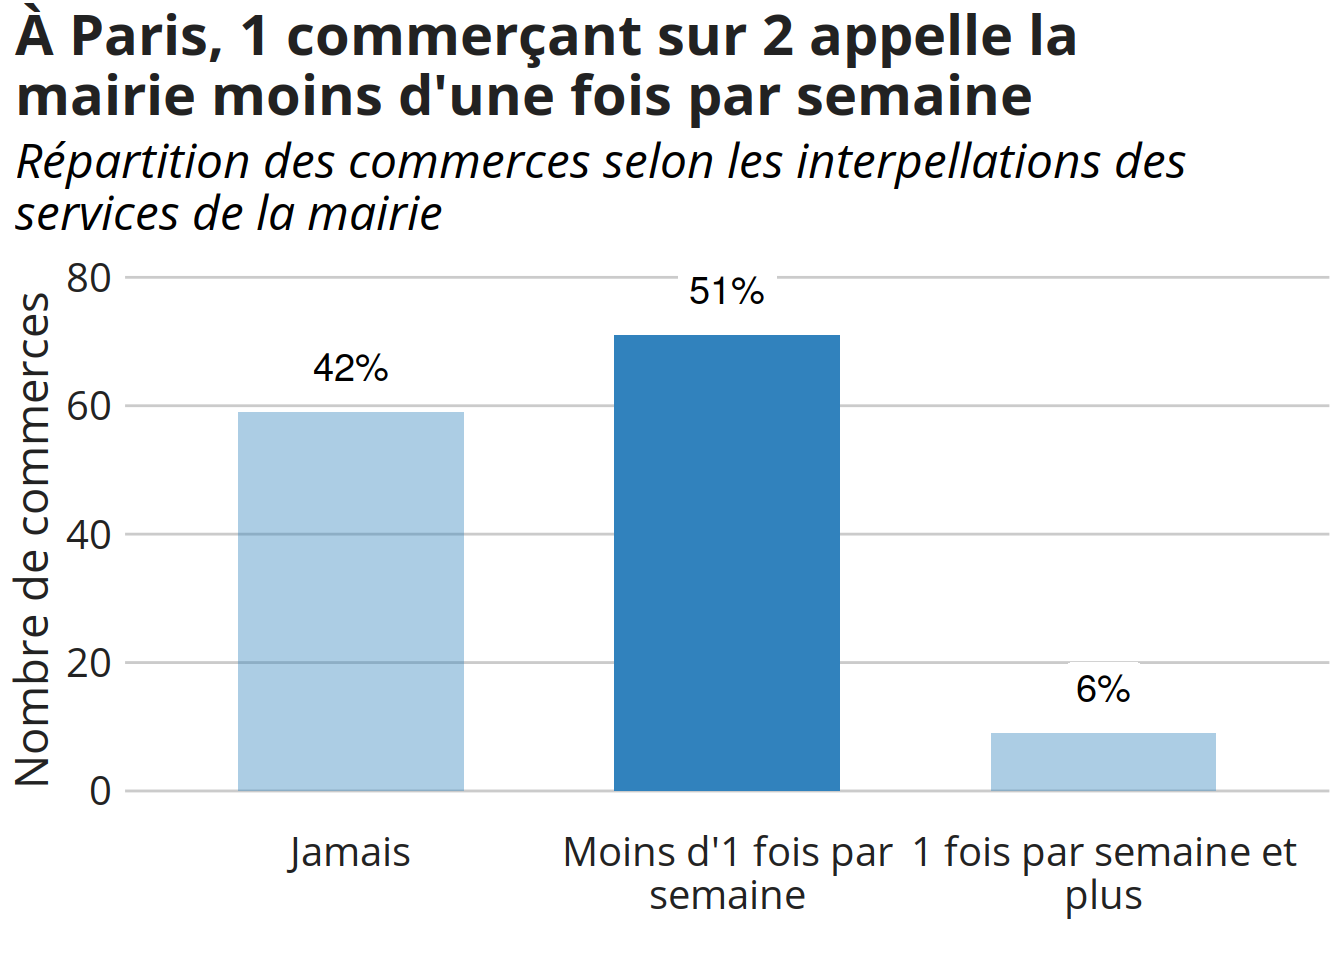 À Paris, 1 commerçant sur 2 appelle la
mairie moins d'une fois par semaine
Répartition des commerces selon les interpellations des
services de la mairie
Nombre de commerces
80
60
40
20
0
42%
51%
6%
Jamais
Moins d'1 fois par
semaine
1 fois par semaine et
plus